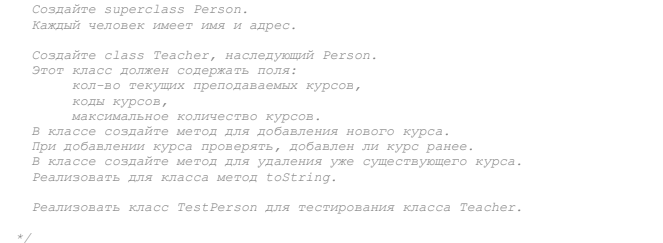 Создайте superclass Person.
Каждый человек имеет имя и адрес.
Создайте class Teacher, наследующий Person.
Этот класс должен содержать поля:
кол-во текущих преподаваемых курсов,
коды курсов,
максимальное количество курсов.
В классе создайте метод для добавления нового курса.
При добавлении курса проверять, добавлен ли курс ранее.
В классе создайте метод для удаления уже существующего курса.
Реализовать для класса метод toString.
Реализовать класс TestPerson для тестирования класса Teacher.
*/